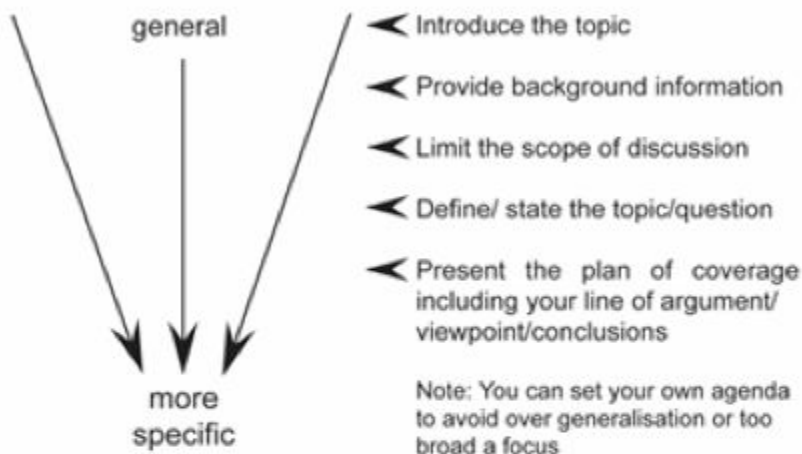 general
Introduce the topic
Provide background information
Limit the scope of discussion
Define/ state the topic/question
Present the plan of coverage
including your line of argument/
viewpoint/conclusions
more
specific
Note: You can set your own agenda
to avoid over generalisation or too
broad a focus